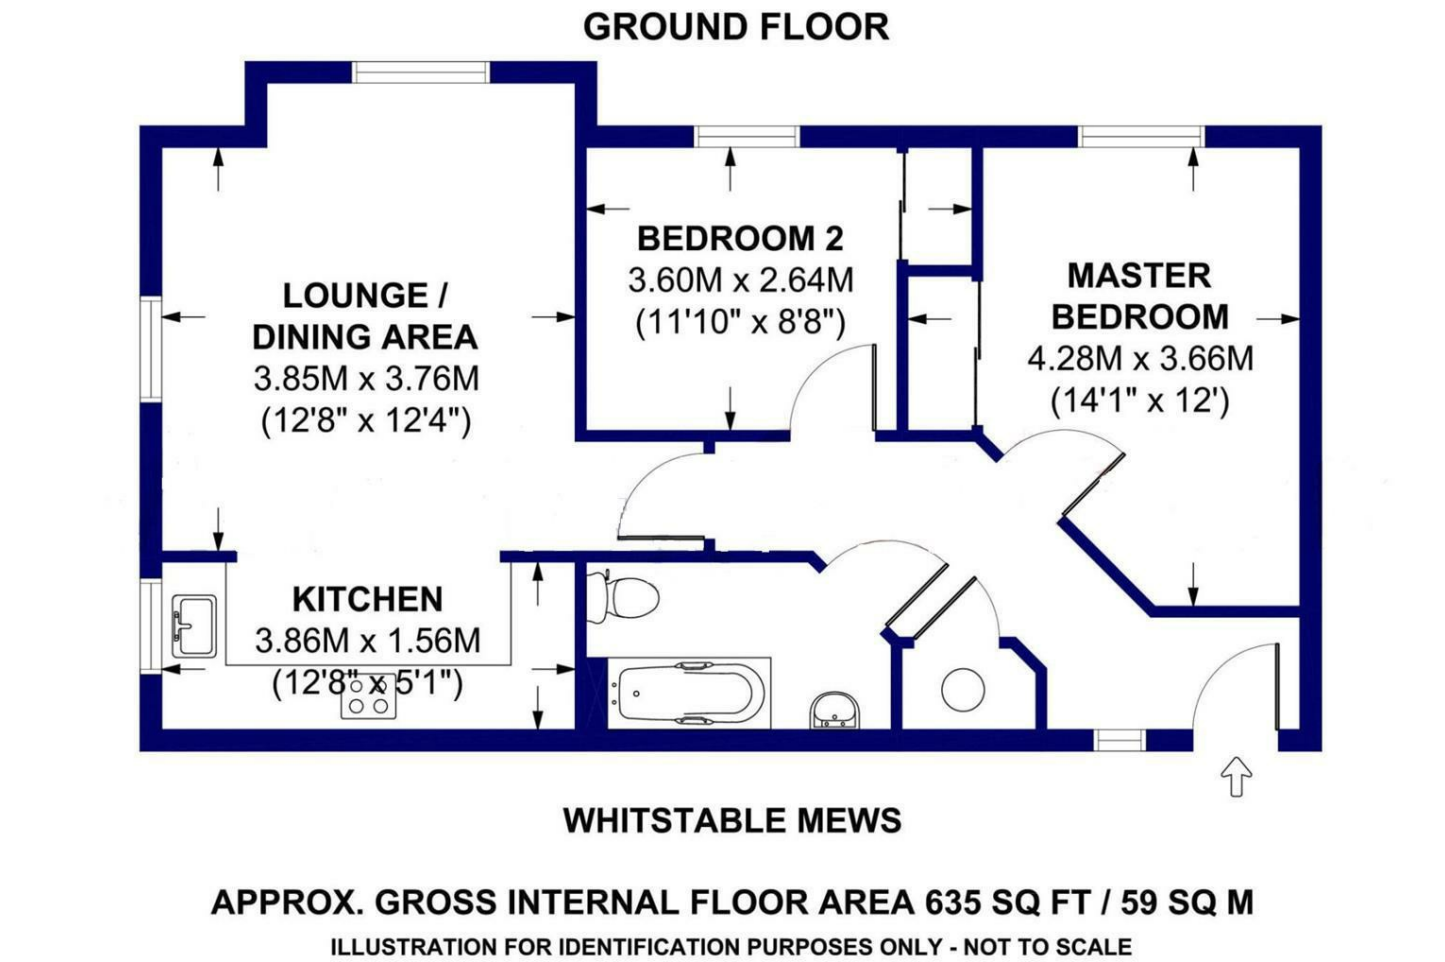 GROUND FLOOR
BEDROOM 2
3.60M x 2.64M
(11'10" x 8'8")
MASTER
BEDROOM
4.28M x 3.66M
(14'1" x 12')
LOUNGE /
DINING AREA
3.85M x 3.76M
(12'8" x 12'4")
KITCHEN
3.86M x 1.56M
(12'8" x 5'1")
WHITSTABLE MEWS
APPROX. GROSS INTERNAL FLOOR AREA 635 SQ FT / 59 SQ M
ILLUSTRATION FOR IDENTIFICATION PURPOSES ONLY - NOT TO SCALE